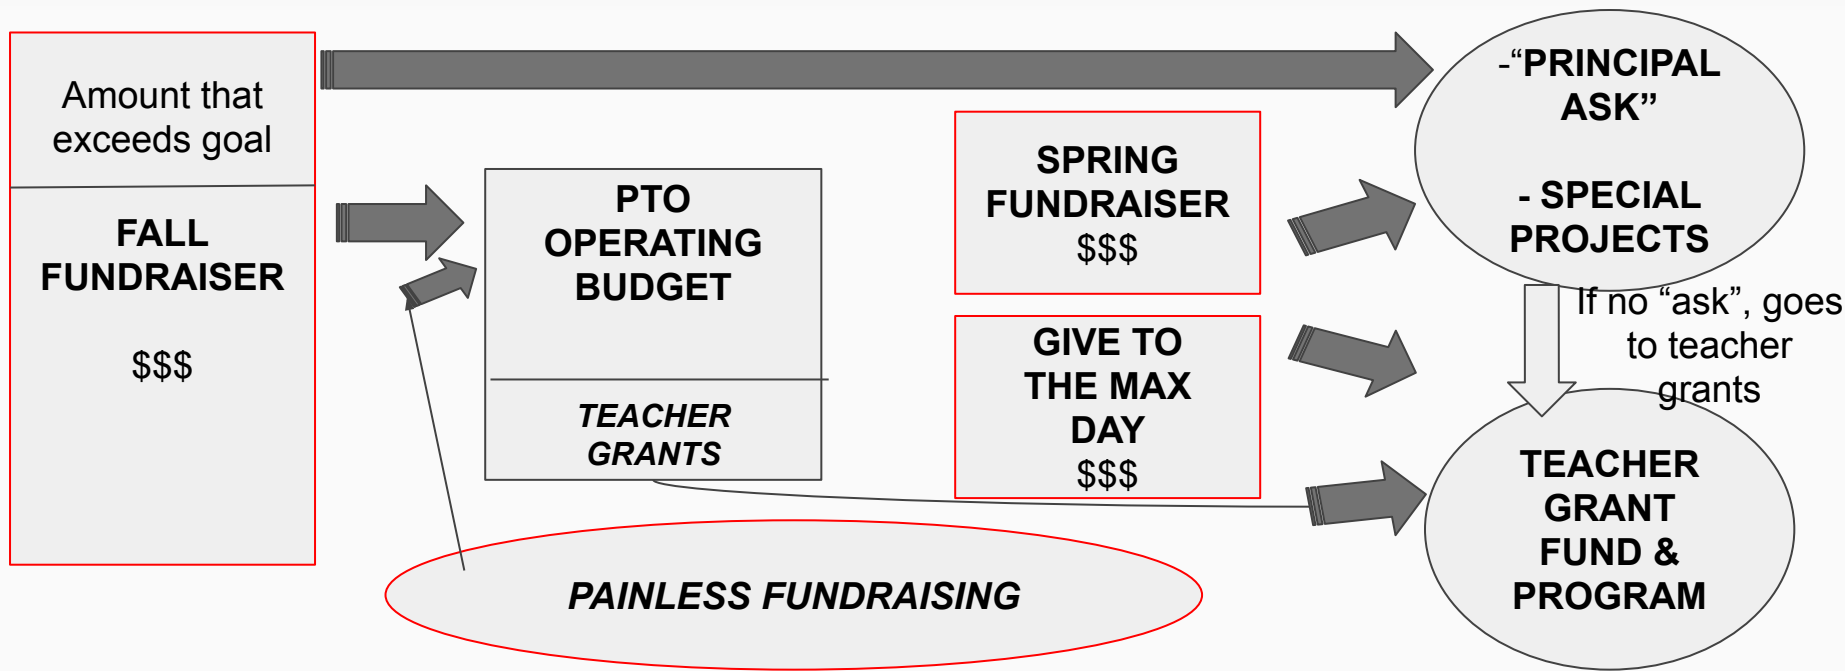 Amount that
exceeds goal
FALL
FUNDRAISER
$$$
PTO
OPERATING
BUDGET
TEACHER
GRANTS
SPRING
FUNDRAISER
$$$
GIVE TO
THE MAX
DAY
$$$
PAINLESS FUNDRAISING
-“PRINCIPAL
ASK”
- SPECIAL
PROJECTS
If no “ask”, goes
to teacher
grants
TEACHER
GRANT
FUND &
PROGRAM